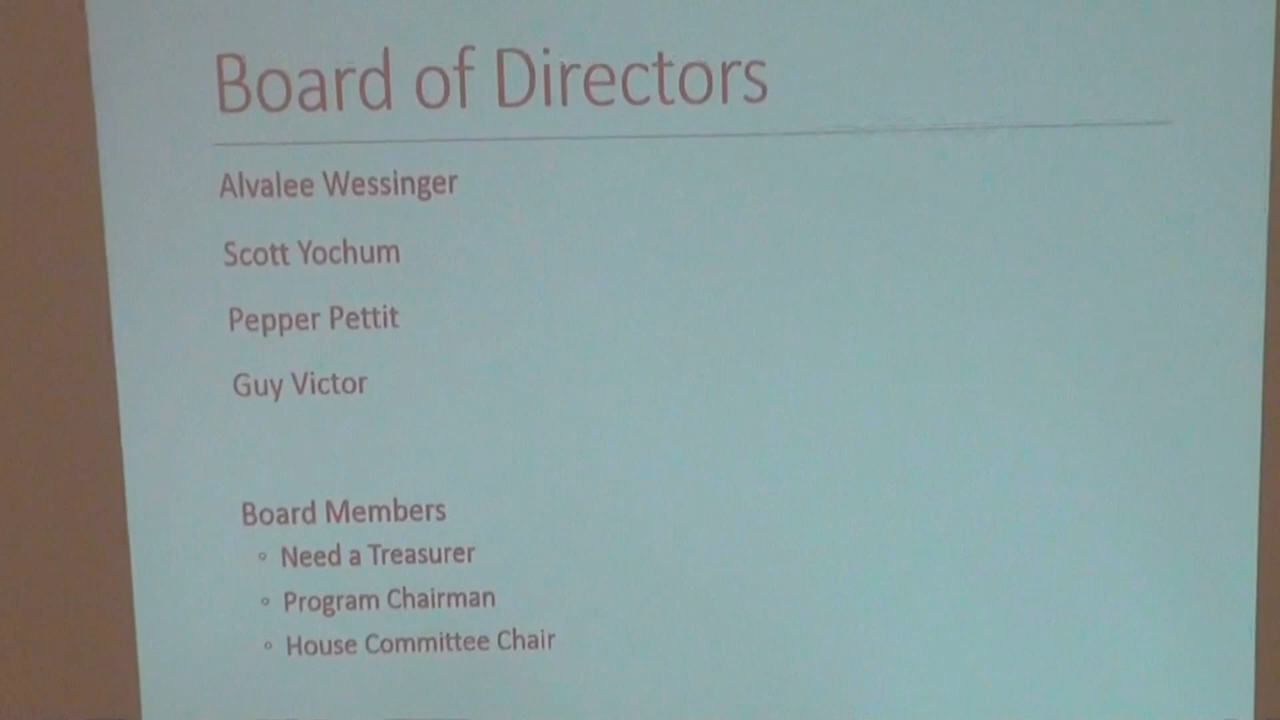 Board of Directors
Alvalee Wessinger
Scott Yochum
Pepper Pettit
Guy Victor
Board Members
◦ Need a Treasurer
◦ Program Chairman
◦ House Committee Chair